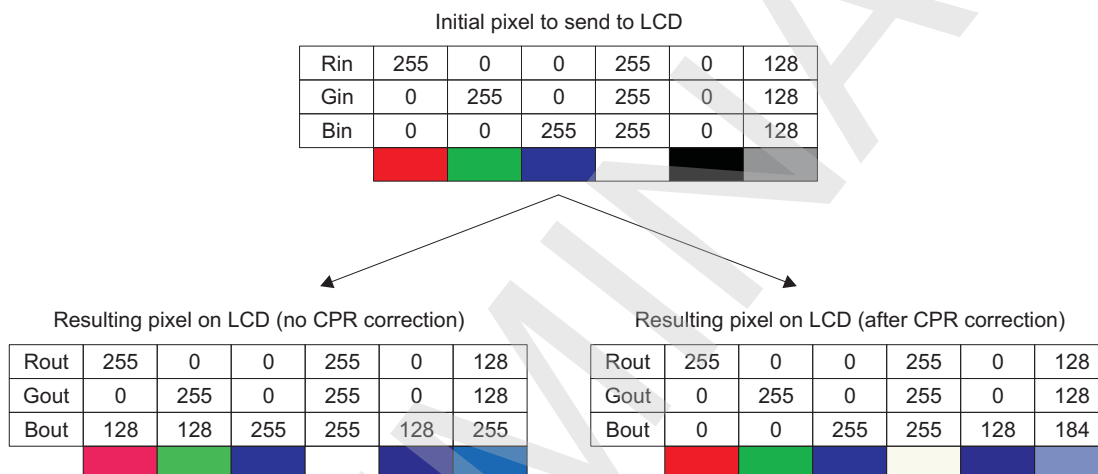 Initial pixel to send to LCD
Rin 255 0 0 255 0 128
Gin 0 255 0 255 0 128
Bin 0 0 255 255 0 128
Resulting pixel on LCD (no CPR correction)
Rout 255 0 0 255 0 128
Gout 0 255 0 255 0 128
Bout 128 128 255 255 128 255
Resulting pixel on LCD (after CPR correction)
Rout 255 0 0 255 0 128
Gout 0 255 0 255 0 128
Bout 0 0 255 255 128 184
MINA